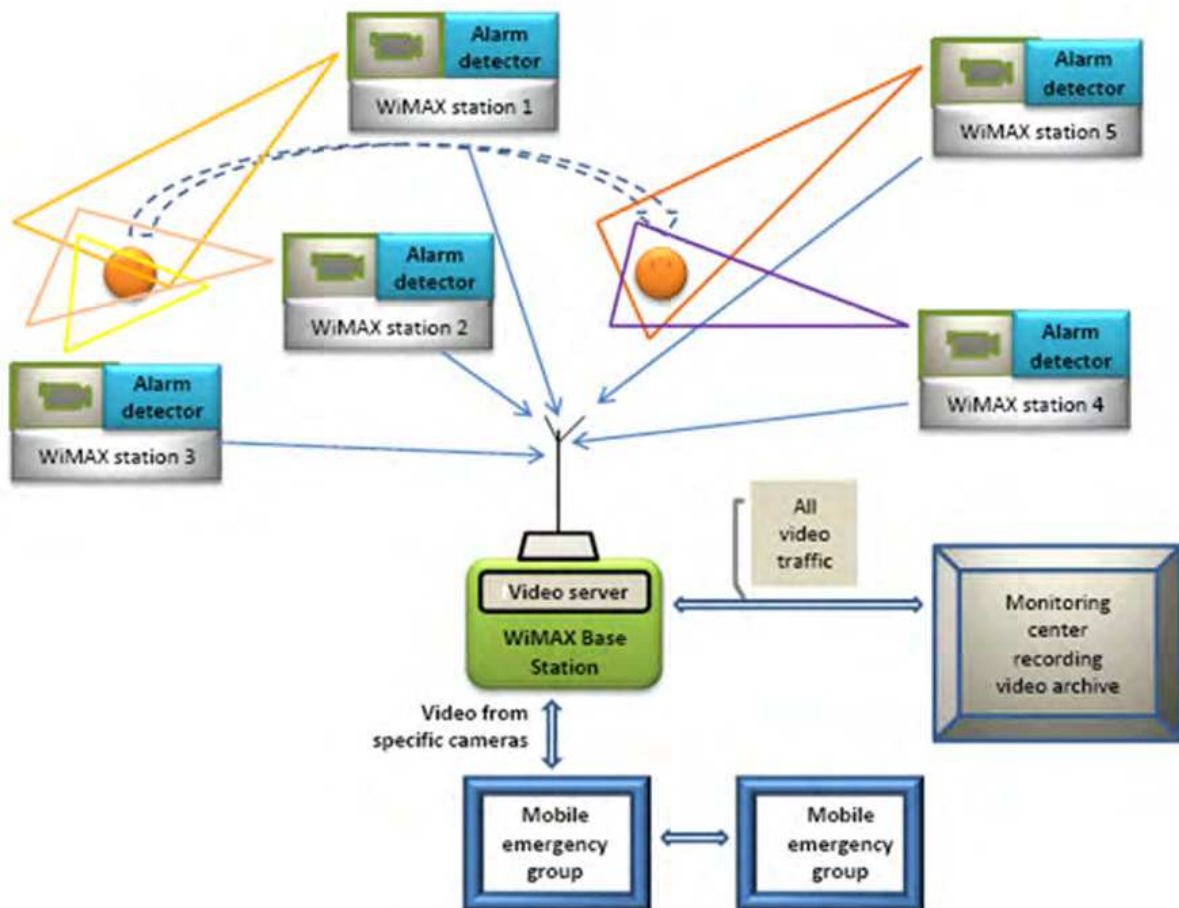 Alarm
detector
WiMAX station 1
Alarm
detector
WiMAX station 5
Alarm
detector
WiMAX station 2
Alarm
detector
WiMAX station 4
Alarm
detector
WiMAX station 3
All
video
traffic
Video server
WiMAX Base
Station
Monitoring
center
recording
video archive
Video from
specific cameras
Mobile
emergency
group
Mobile
emergency
group